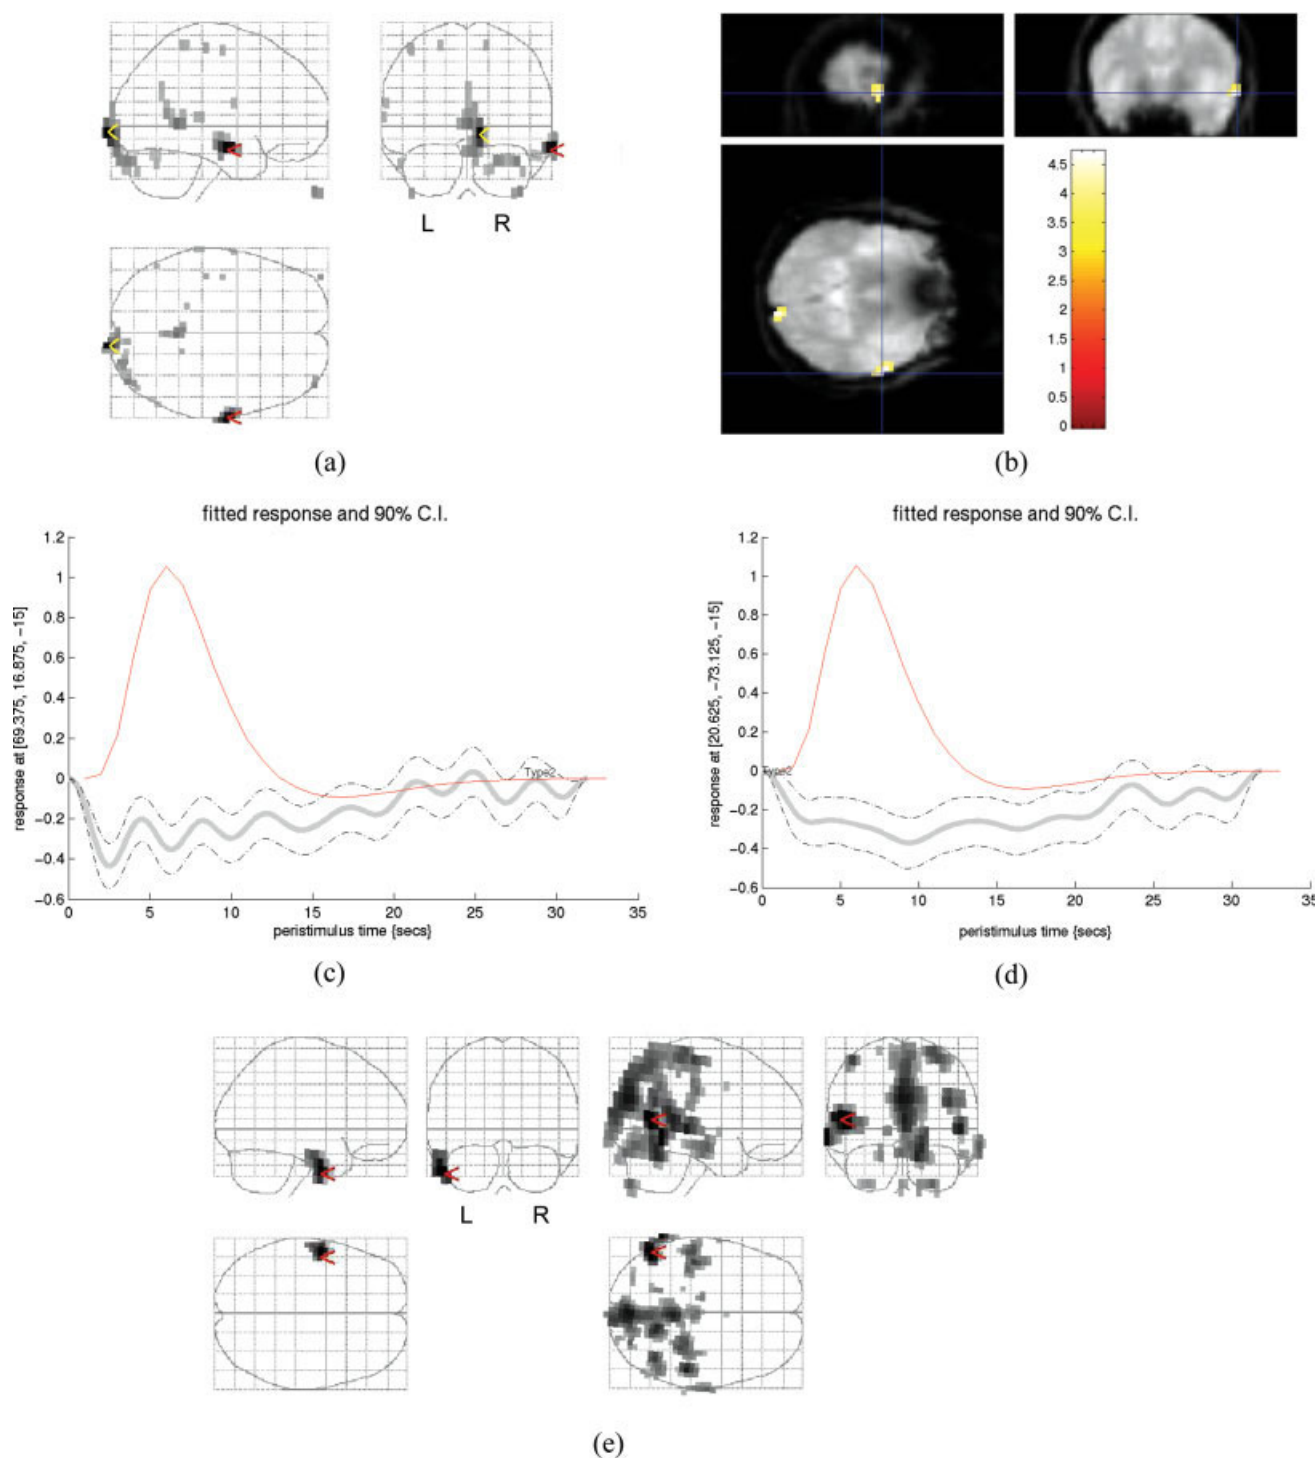 L R
(a)
4.5
4
3.5
3
2.5
2
1.5
1
0.5
0
(b)
fitted response and 90% C.I.
1.2
1
0.8
0.6
0.4
0.2
0
−0.2
−0.4
−0.6
response at [69.375, 16.875, −15]
Type2
0 5 10 15 20 25 30 35
peristimulus time {secs}
(c)
fitted response and 90% C.I.
1.2
1
0.8
0.6
0.4
0.2
0
−0.2
−0.4
−0.6
response at [20.625, −73.125, −15]
Type2
0 5 10 15 20 25 30 35
peristimulus time {secs}
(d)
L R
(e)